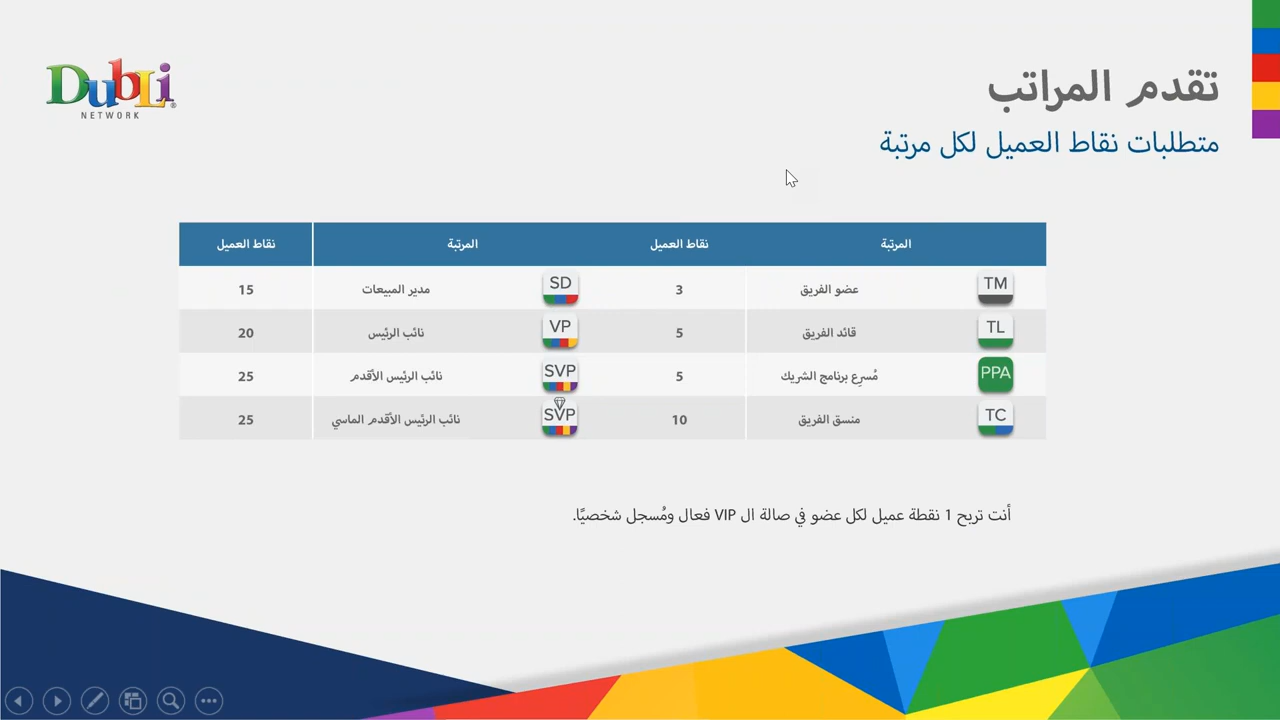 DubLi
NETWORK
تقدم المراتب
متطلبات نقاط العميل لكل مرتبة
المرتبة نقاط العميل المرتبة نقاط العميل
TM عضو الفريق 3 SD مدير المبيعات 15
TL قائد الفريق 5 VP نائب الرئيس 20
PPA مُسرِع برنامج الشريك 5 SVP نائب الرئيس الأقدم 25
TC منسق الفريق 10 SVP نائب الرئيس الأقدم الماسي 25
أنت تربح 1 نقطة عميل لكل عضو في صالة ال VIP فعال ومُسجل شخصيًا.